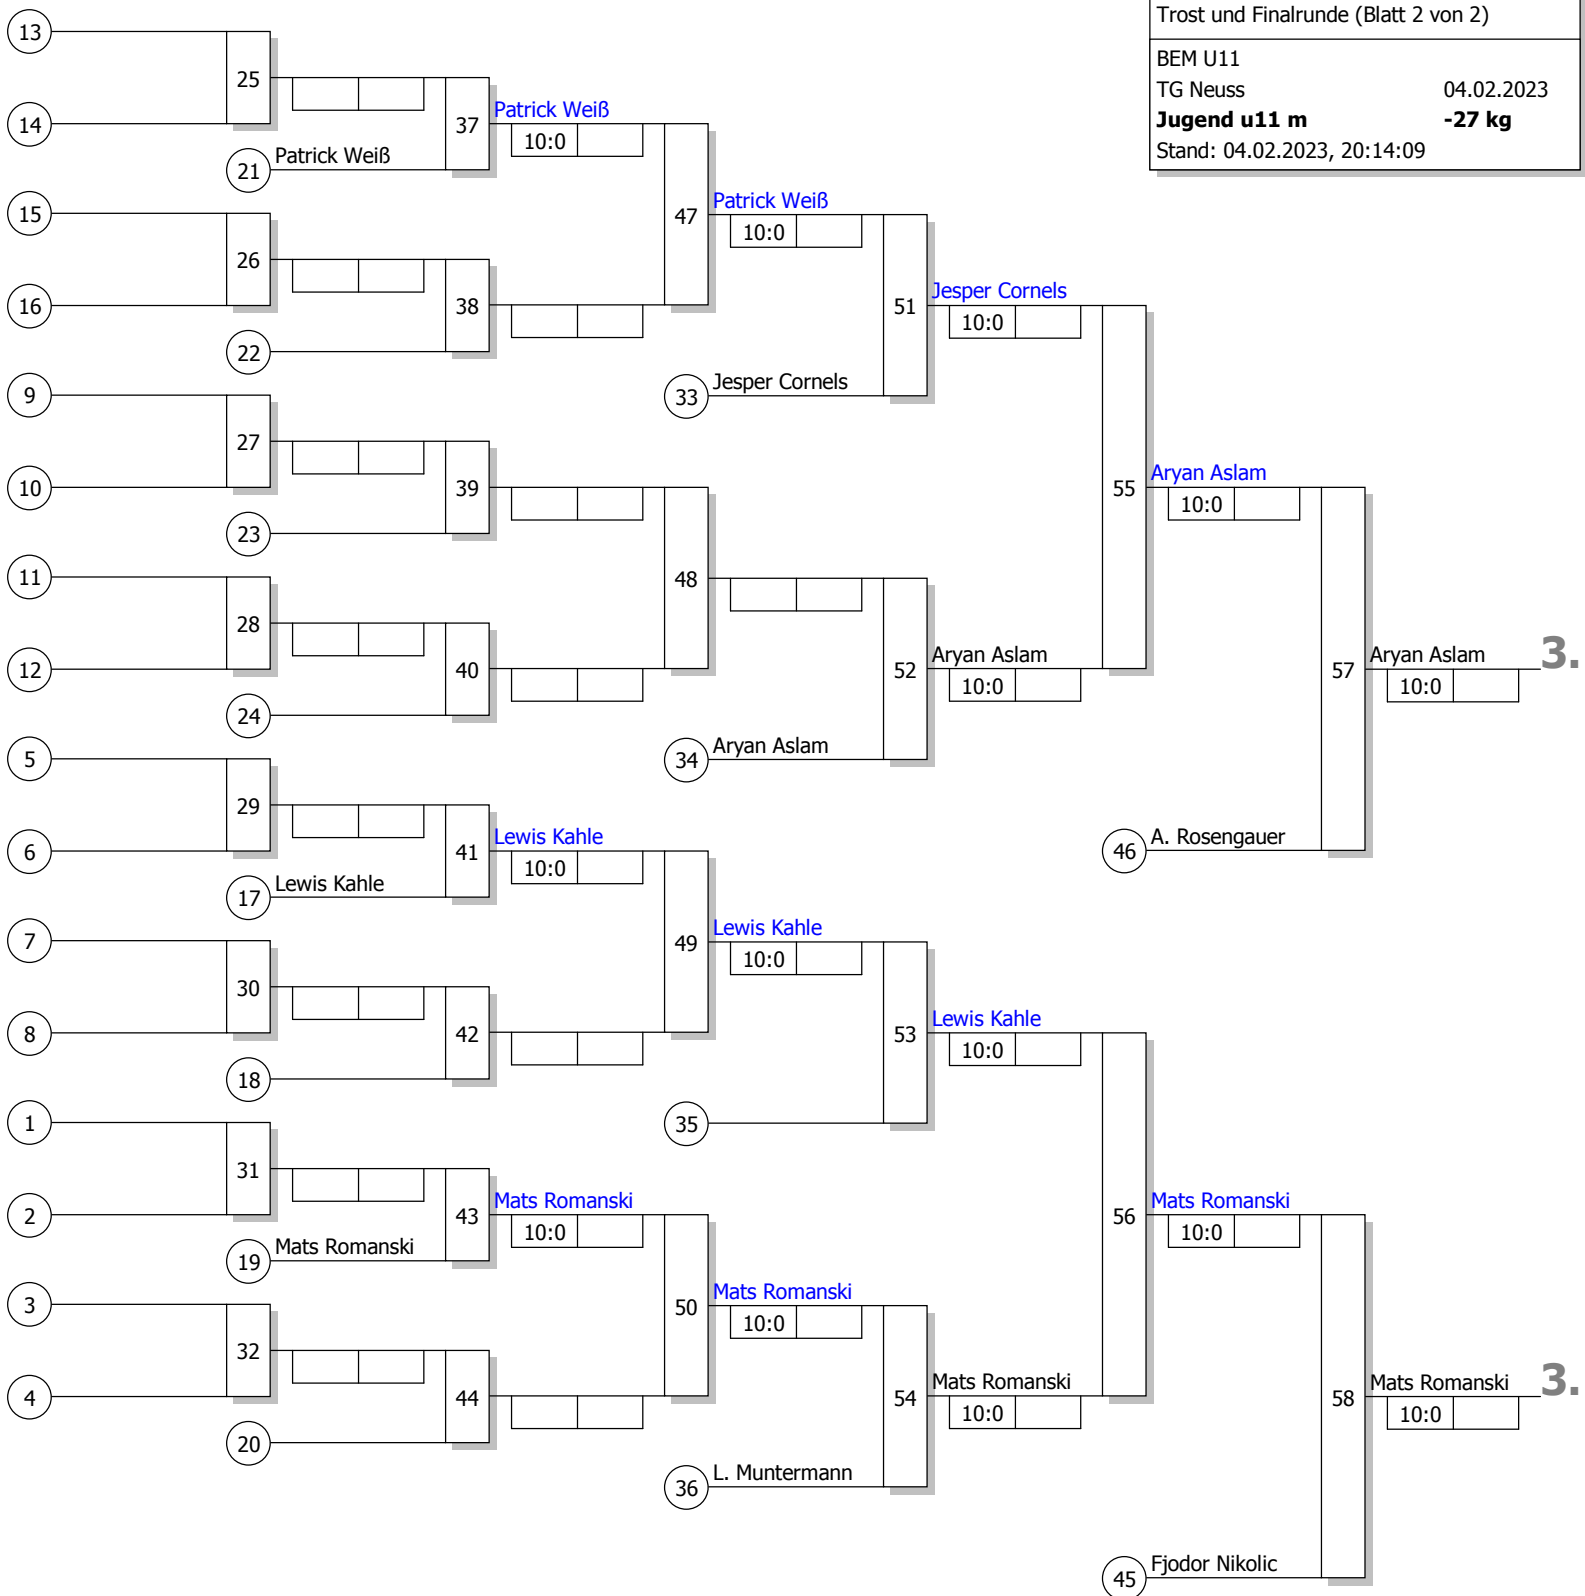 Trost und Finalrunde (Blatt 2 von 2)
BEM U11
TG Neuss 04.02.2023
Jugend u11 m -27 kg
Stand: 04.02.2023, 20:14:09
13
25
14
37
Patrick Weiß
10:0
21
Patrick Weiß
15
47
Patrick Weiß
10:0
26
16
38
51
Jesper Cornels
10:0
22
9
33
Jesper Cornels
27
10
39
55
Aryan Aslam
10:0
23
11
48
28
12
40
52
Aryan Aslam
10:0
57
Aryan Aslam
3.
10:0
24
5
34
Aryan Aslam
29
6
41
Lewis Kahle
10:0
46
A. Rosengauer
17
Lewis Kahle
7
49
Lewis Kahle
10:0
30
8
42
53
Lewis Kahle
10:0
18
1
35
31
2
43
Mats Romanski
10:0
56
Mats Romanski
10:0
19
Mats Romanski
3
50
Mats Romanski
10:0
32
4
44
54
Mats Romanski
10:0
58
Mats Romanski
3.
10:0
20
36
L. Muntermann
45
Fjodor Nikolic